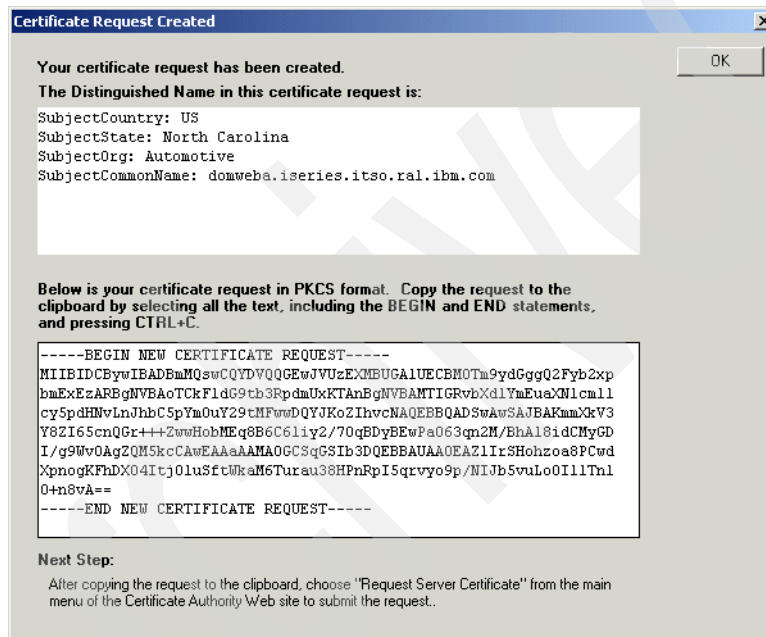 Certificate Request Created
OK
Your certificate request has been created.
The Distinguished Name in this certificate request is:
SubjectCountry: US
SubjectState: North Carolina
SubjectOrg: Automotive
SubjectCommonName: domweba.iseries.itso.ral.ibm.com
Below is your certificate request in PKCS format. Copy the request to the
clipboard by selecting all the text, including the BEGIN and END statements,
and pressing CTRL+C.
-----BEGIN NEW CERTIFICATE REQUEST-----
MIIBIDCBywIBADBmMQswCQYDVQQGEwJVUzEXMBUGA1UECBMOTm9ydGggQ2Fyb2xp
bmExEzARBgNVBAoTCkF1dG9tb3RpdmUxKTAnBgNVBAMTIGRvbXdlYmEuaXNlcmll
cy5pdHNvLnJhbC5pYm0uY29tMFwwDQYJKoZIhvcNAQEBBQADSwAwSAJBAKmmXkV3
Y8ZI65cnQGr+++ZwwHobMEq8B6C6liy2/70qBDyBEwPaO63qn2M/BhAl8idCMyGD
I/g9WvOAgZQM5kcCAwEAAaAAMA0GCSqGSIb3DQEBBAUAA0EAZ1IrSHohzoa8PCwd
XpnogKFhDX04Itj0luSftWkaM6Turau38HPnRpI5qrvyo9p/NIJb5vuLo0IllTnl
0+n8vA==
-----END NEW CERTIFICATE REQUEST-----
Next Step:
After copying the request to the clipboard, choose "Request Server Certificate" from the main
menu of the Certificate Authority Web site to submit the request..